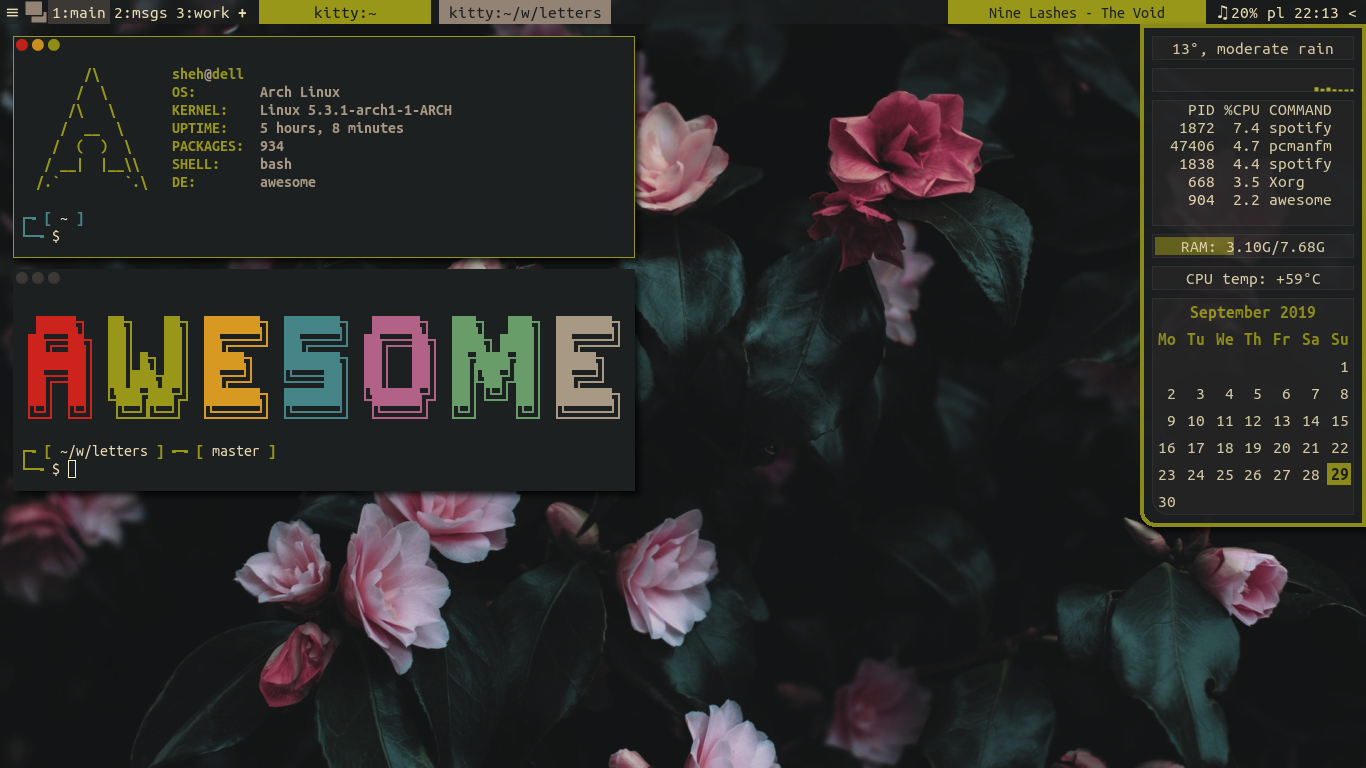 ≡ 1:main 2:msgs 3:work + kitty:~ kitty:~/w/letters Nine Lashes - The Void ♫20% pl 22:13 <
/\
/  \
/\   \
/  __  \
/  (  )  \
/ __|  |__\\
/.`        `.\
sheh@dell
OS: Arch Linux
KERNEL: Linux 5.3.1-arch1-1-ARCH
UPTIME: 5 hours, 8 minutes
PACKAGES: 934
SHELL: bash
DE: awesome
[ ~ ]
$
AWESOME
[ ~/w/letters ] [ master ]
$
13°, moderate rain
PID %CPU COMMAND
1872 7.4 spotify
47406 4.7 pcmanfm
1838 4.4 spotify
668 3.5 Xorg
904 2.2 awesome
RAM: 3.10G/7.68G
CPU temp: +59°C
September 2019
Mo Tu We Th Fr Sa Su
1
2 3 4 5 6 7 8
9 10 11 12 13 14 15
16 17 18 19 20 21 22
23 24 25 26 27 28 29
30